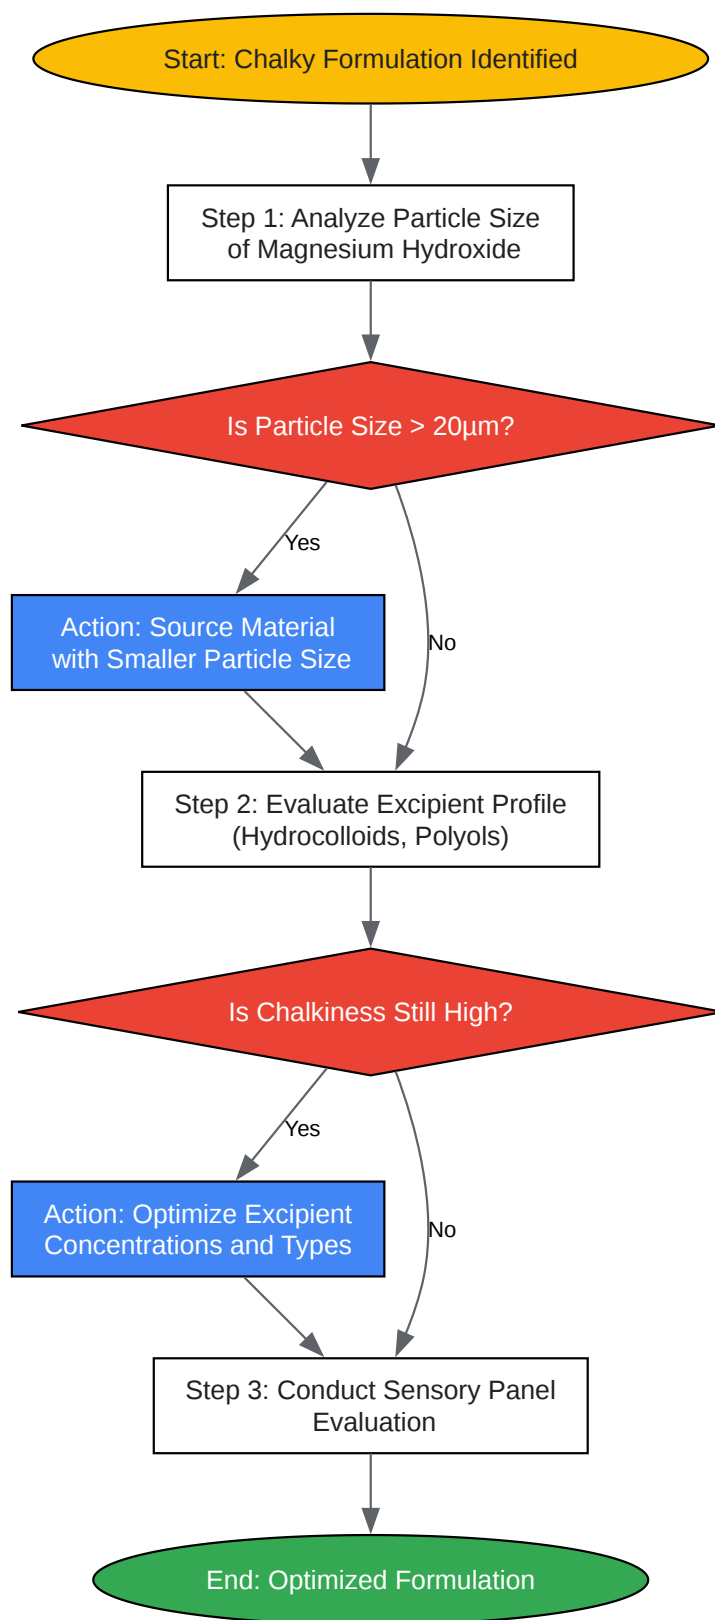 Start: Chalky Formulation Identified
Step 1: Analyze Particle Size
of Magnesium Hydroxide
Is Particle Size > 20µm?
Yes
Action: Source Material
with Smaller Particle Size
No
Step 2: Evaluate Excipient Profile
(Hydrocolloids, Polyols)
Is Chalkiness Still High?
Yes
Action: Optimize Excipient
Concentrations and Types
No
Step 3: Conduct Sensory Panel
Evaluation
End: Optimized Formulation